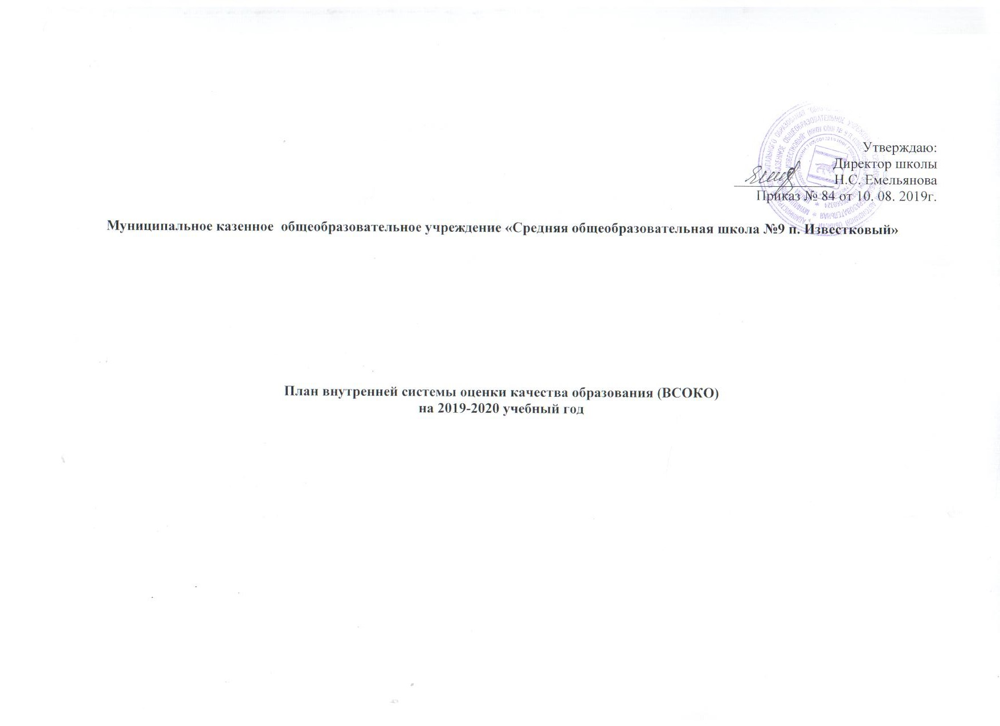 Утверждаю:
Директор школы
Н.С. Емельянова
Приказ № 84 от 10. 08. 2019г.
Муниципальное казенное общеобразовательное учреждение «Средняя общеобразовательная школа №9 п. Известковый»
План внутренней системы оценки качества образования (ВСОКО)
на 2019-2020 учебный год